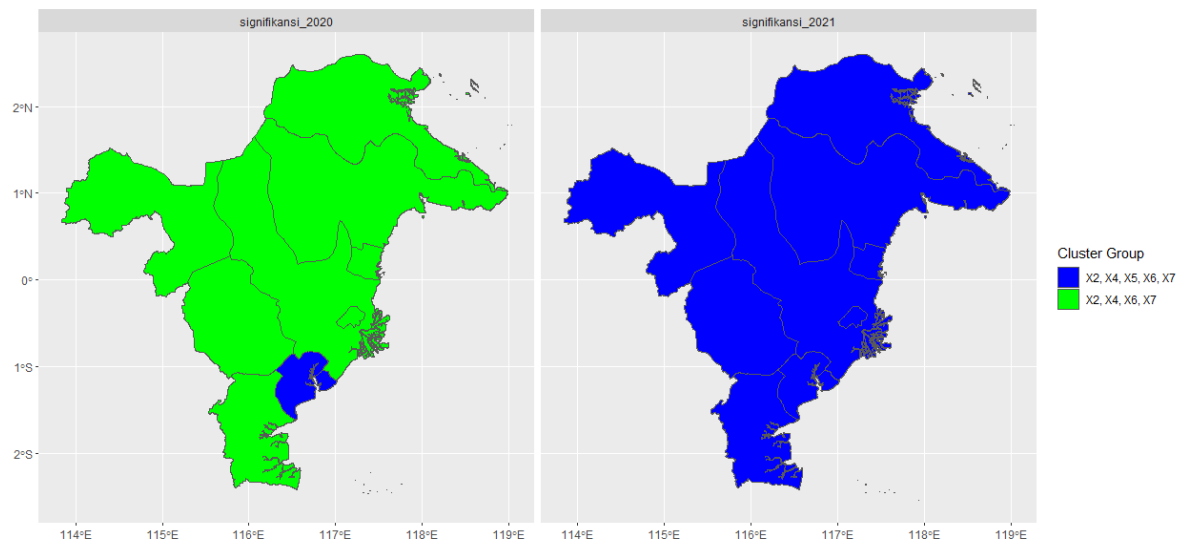 signifikansi_2020
signifikansi_2021
2°N
1°N
0°
1°S
2°S
114°E 115°E 116°E 117°E 118°E 119°E
114°E 115°E 116°E 117°E 118°E 119°E
Cluster Group
X2, X4, X5, X6, X7
X2, X4, X6, X7